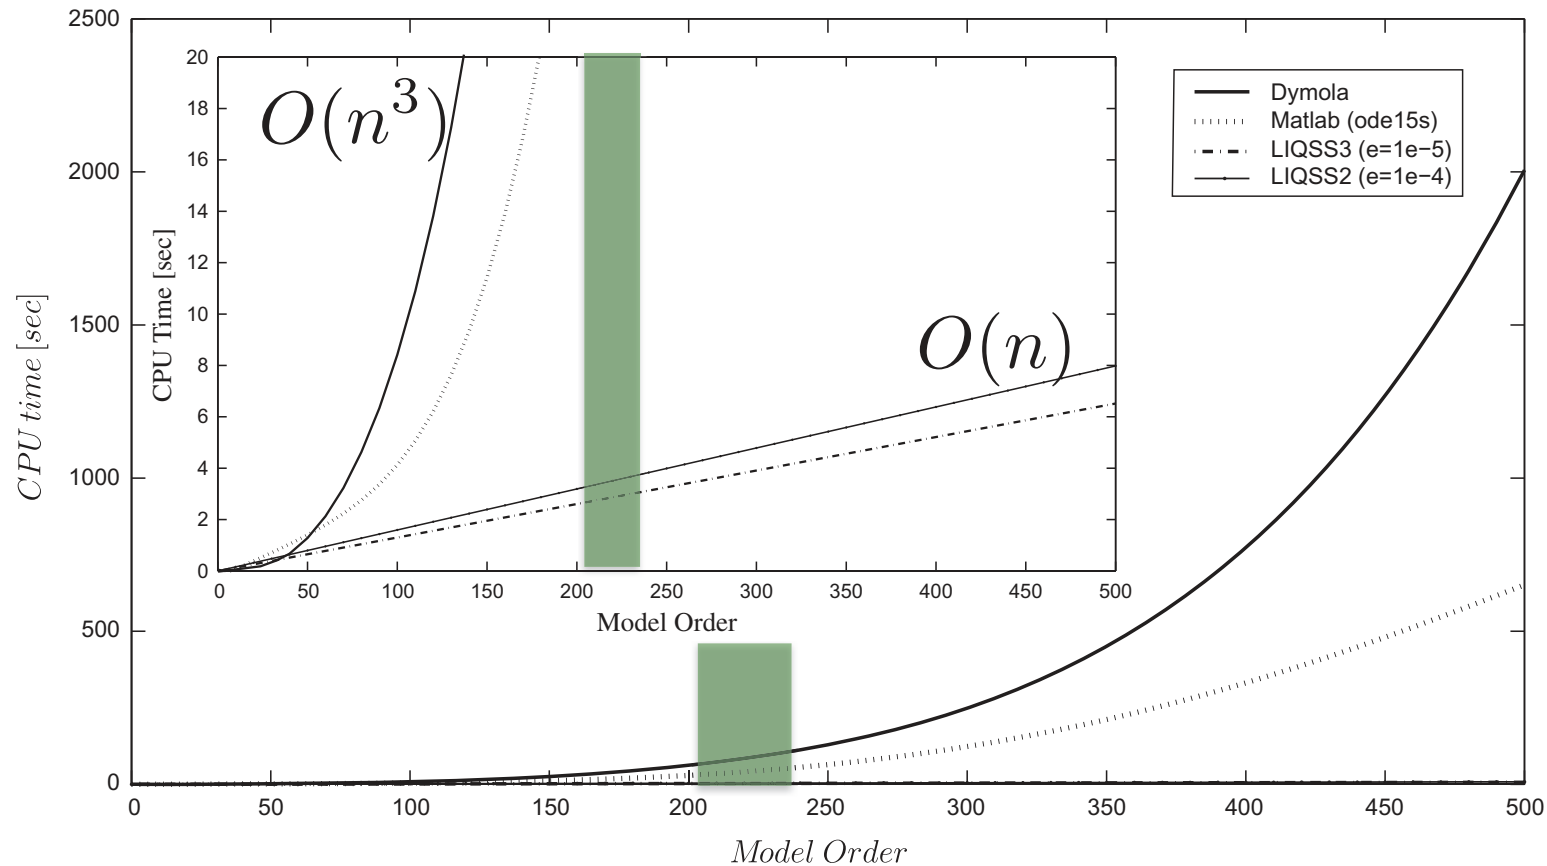 2500
2000
1500
1000
500
0
CPU time [sec]
0 50 100 150 200 250 300 350 400 450 500
Model Order
20
18
16
14
12
10
8
6
4
2
0
CPU Time [sec]
0 50 100 150 200 250 300 350 400 450 500
Model Order
O(n³)
O(n)
Dymola
Matlab (ode15s)
LIQSS3 (e=1e−5)
LIQSS2 (e=1e−4)